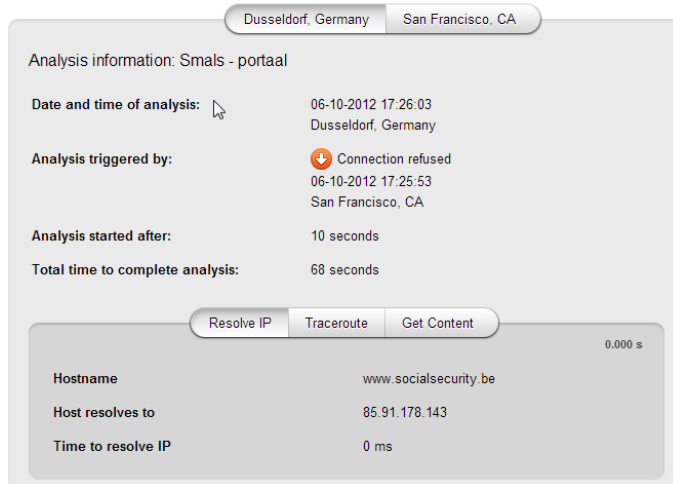 Dusseldorf, Germany San Francisco, CA
Analysis information: Smals - portaal
Date and time of analysis: 06-10-2012 17:26:03
Dusseldorf, Germany
Analysis triggered by: Connection refused
06-10-2012 17:25:53
San Francisco, CA
Analysis started after: 10 seconds
Total time to complete analysis: 68 seconds
Resolve IP Traceroute Get Content
0.000 s
Hostname www.socialsecurity.be
Host resolves to 85.91.178.143
Time to resolve IP 0 ms